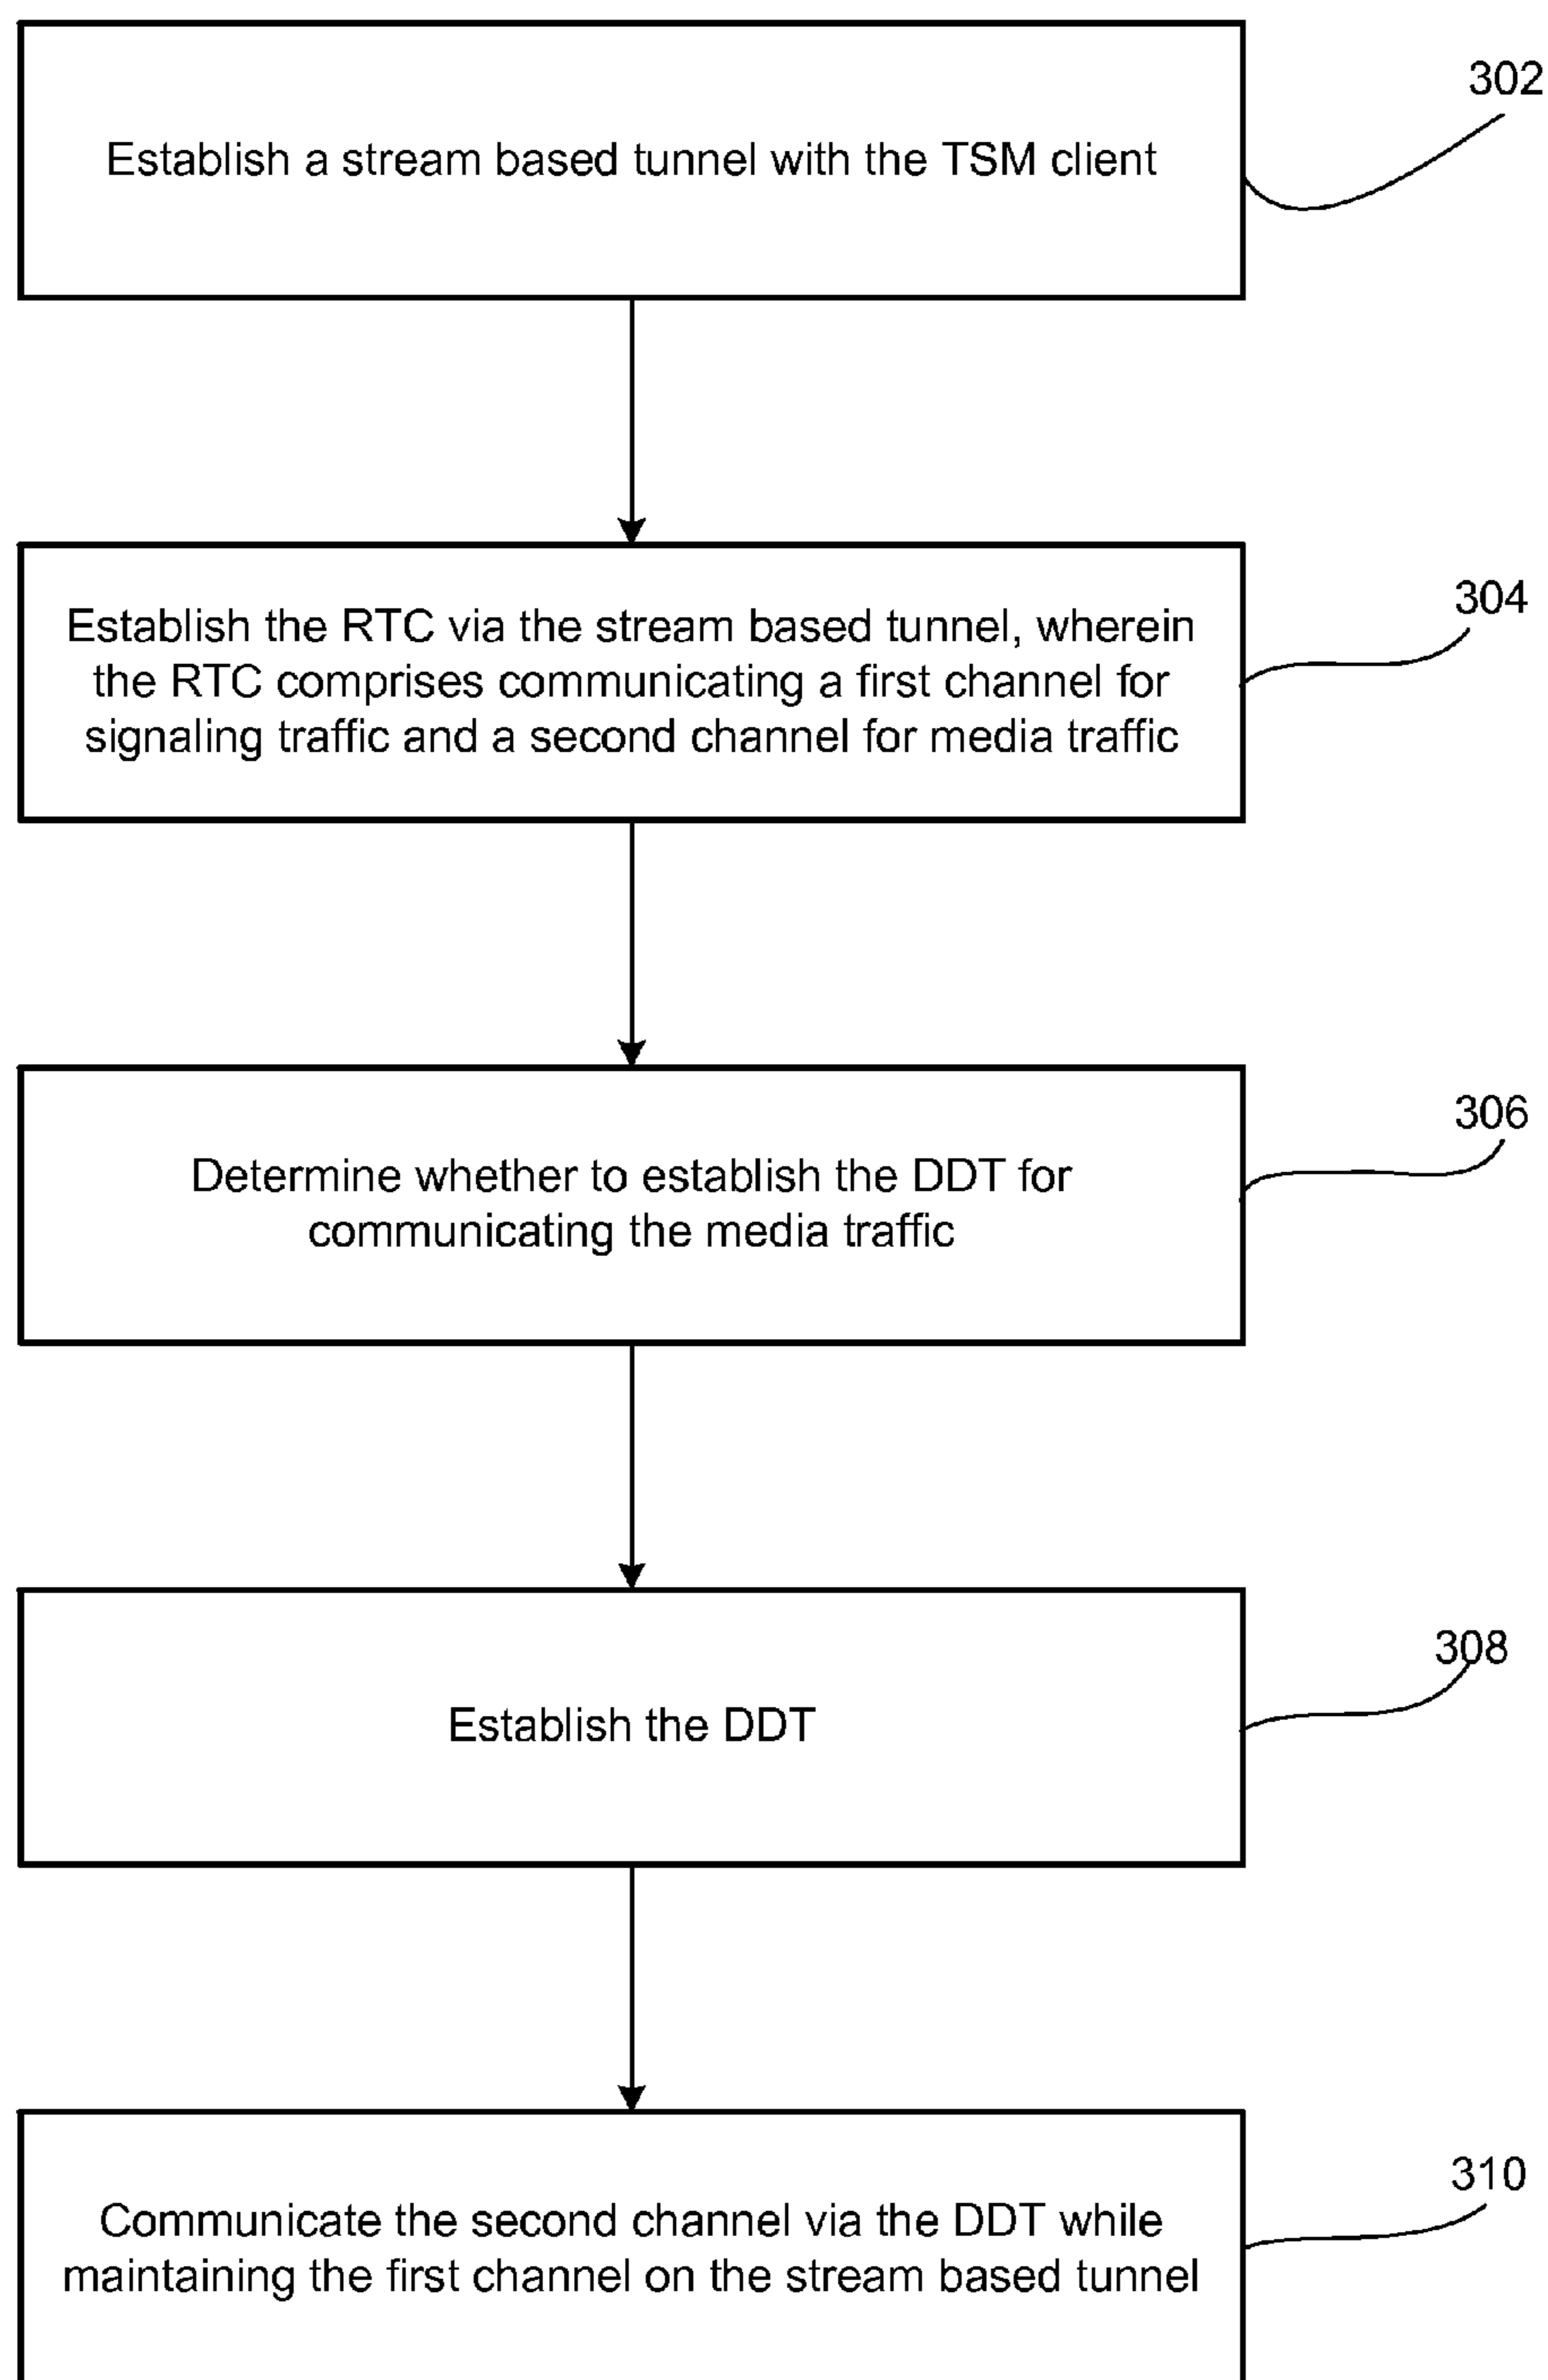 302
Establish a stream based tunnel with the TSM client
304
Establish the RTC via the stream based tunnel, wherein
the RTC comprises communicating a first channel for
signaling traffic and a second channel for media traffic
306
Determine whether to establish the DDT for
communicating the media traffic
308
Establish the DDT
310
Communicate the second channel via the DDT while
maintaining the first channel on the stream based tunnel